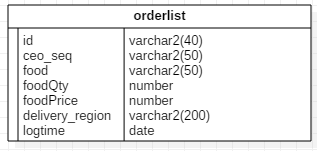 orderlist
id varchar2(40)
ceo_seq varchar2(50)
food varchar2(50)
foodQty number
foodPrice number
delivery_region varchar2(200)
logtime date